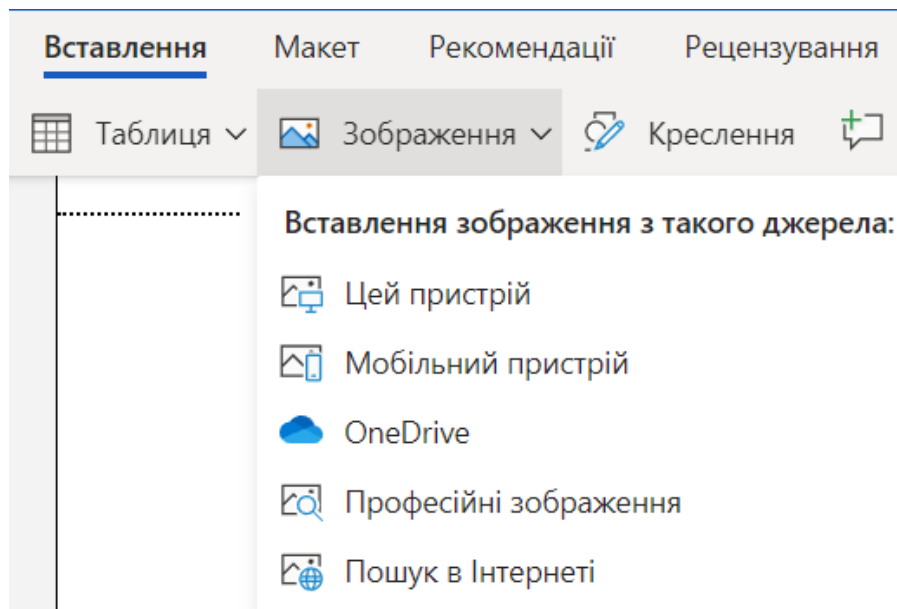 Вставлення Макет Рекомендації Рецензування
Таблиця Зображення Креслення
Вставлення зображення з такого джерела:
Цей пристрій
Мобільний пристрій
OneDrive
Професійні зображення
Пошук в Інтернеті